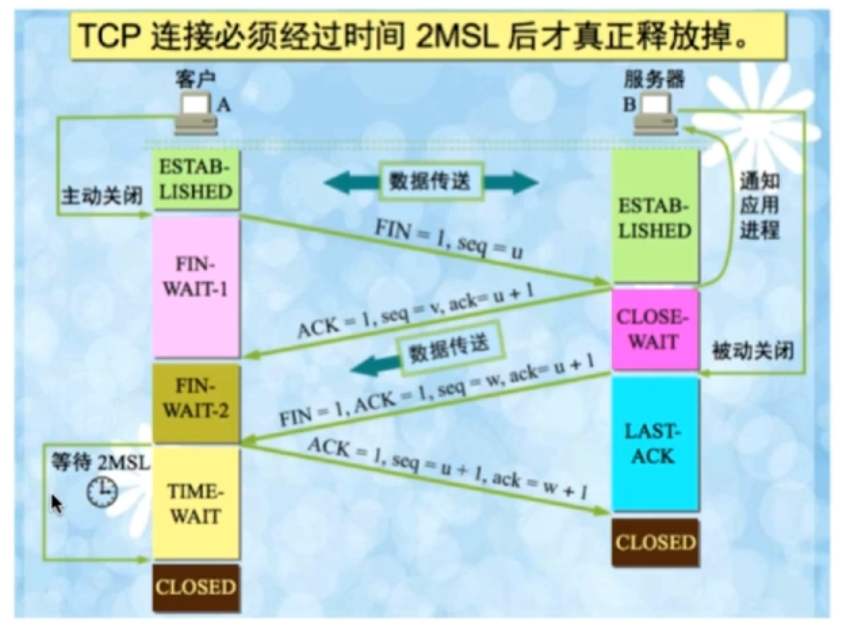 TCP 连接必须经过时间 2MSL 后才真正释放掉。
客户
A
服务器
B
ESTAB-
LISHED
数据传送
ESTAB-
LISHED
通知
应用
进程
主动关闭
FIN = 1, seq = u
FIN-
WAIT-1
ACK = 1, seq = v, ack= u + 1
CLOSE-
WAIT
数据传送
被动关闭
FIN-
WAIT-2
FIN = 1, ACK = 1, seq = w, ack= u + 1
LAST-
ACK
ACK = 1, seq = u + 1, ack = w + 1
等待 2MSL
TIME-
WAIT
CLOSED
CLOSED